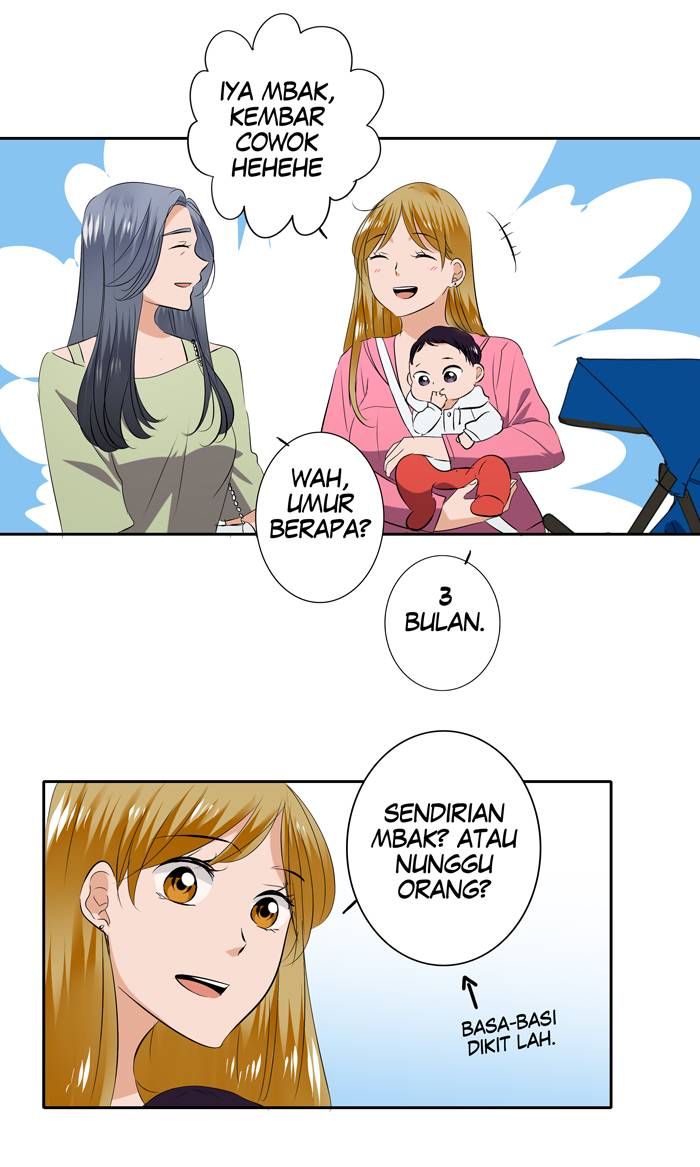 IYA MBAK,
KEMBAR
COWOK
HEHEHE
WAH,
UMUR
BERAPA?
3
BULAN.
SENDIRIAN
MBAK? ATAU
NUNGGU
ORANG?
BASA-BASI
DIKIT LAH.